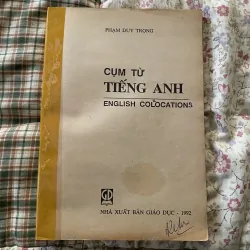 PHẠM DUY TRỌNG
CỤM TỪ
TIẾNG ANH
ENGLISH COLOCATIONS
NHÀ XUẤT BẢN GIÁO DỤC - 1992